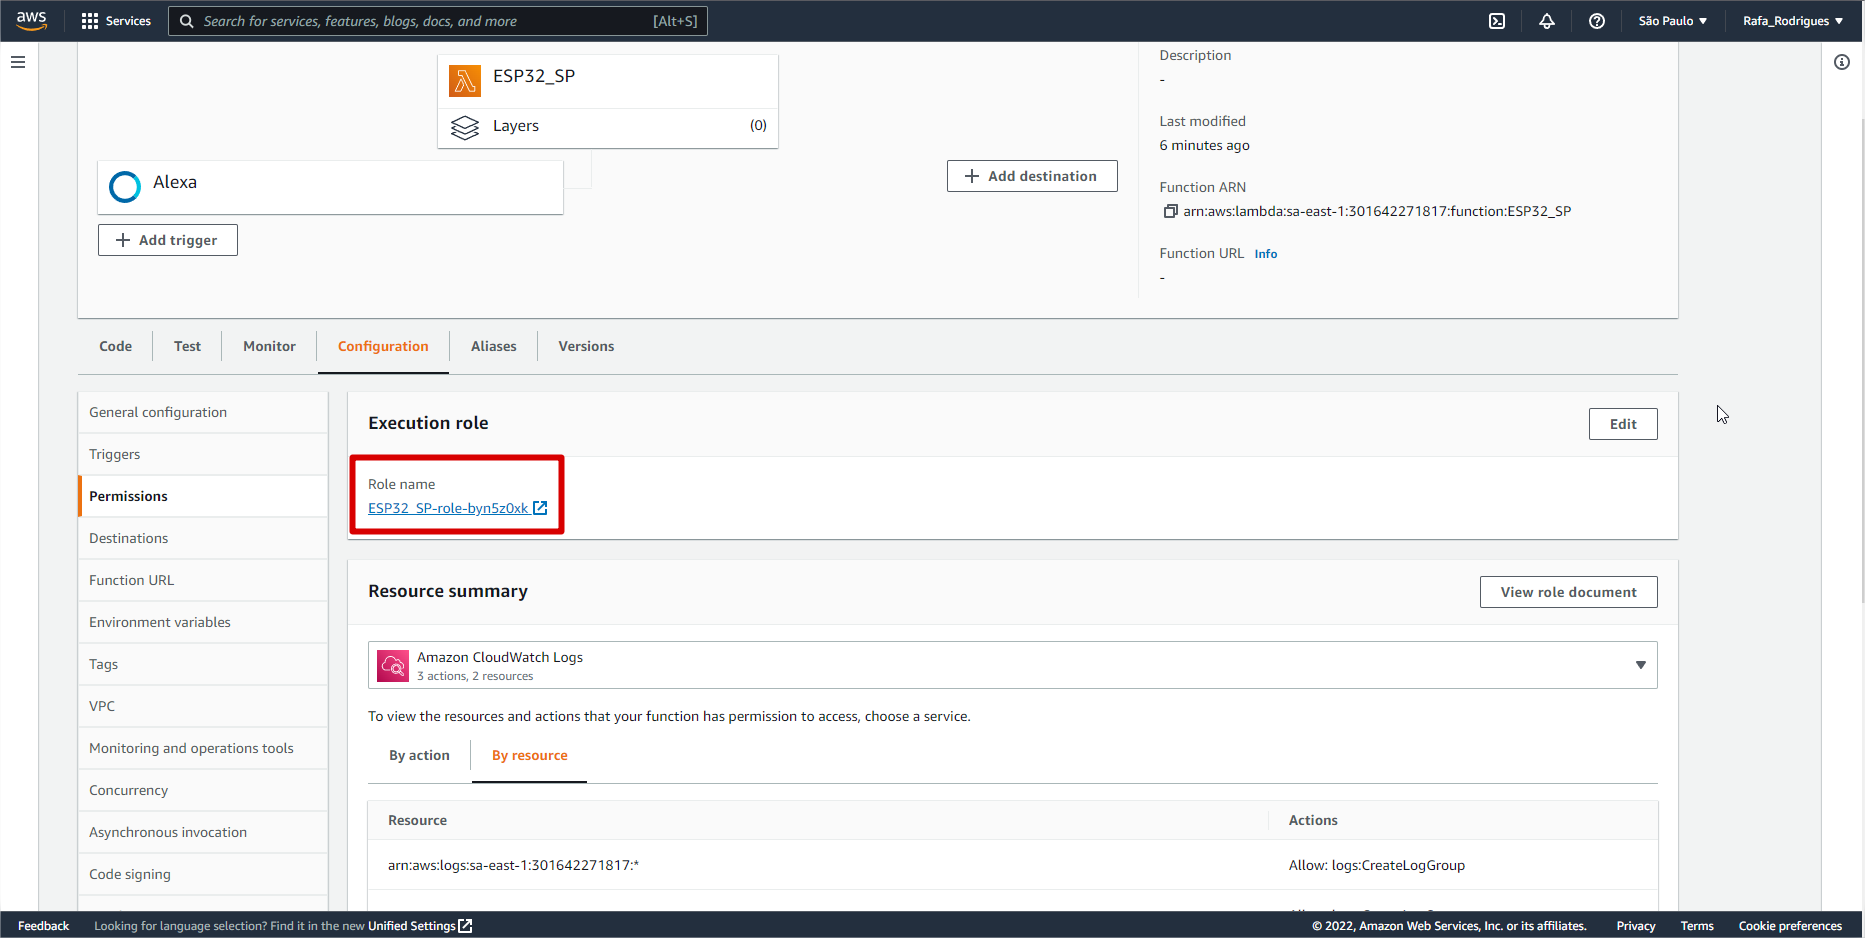 aws
Services
Search for services, features, blogs, docs, and more
[Alt+S]
São Paulo ▼
Rafa_Rodrigues ▼
ESP32_SP
Layers
(0)
Alexa
+ Add trigger
+ Add destination
Description
-
Last modified
6 minutes ago
Function ARN
arn:aws:lambda:sa-east-1:301642271817:function:ESP32_SP
Function URL Info
-
Code
Test
Monitor
Configuration
Aliases
Versions
General configuration
Triggers
Permissions
Destinations
Function URL
Environment variables
Tags
VPC
Monitoring and operations tools
Concurrency
Asynchronous invocation
Code signing
Execution role
Edit
Role name
ESP32_SP-role-byn5z0xk
Resource summary
View role document
Amazon CloudWatch Logs
3 actions, 2 resources
To view the resources and actions that your function has permission to access, choose a service.
By action
By resource
Resource
Actions
arn:aws:logs:sa-east-1:301642271817:*
Allow: logs:CreateLogGroup
Feedback
Looking for language selection? Find it in the new Unified Settings
© 2022, Amazon Web Services, Inc. or its affiliates.
Privacy
Terms
Cookie preferences